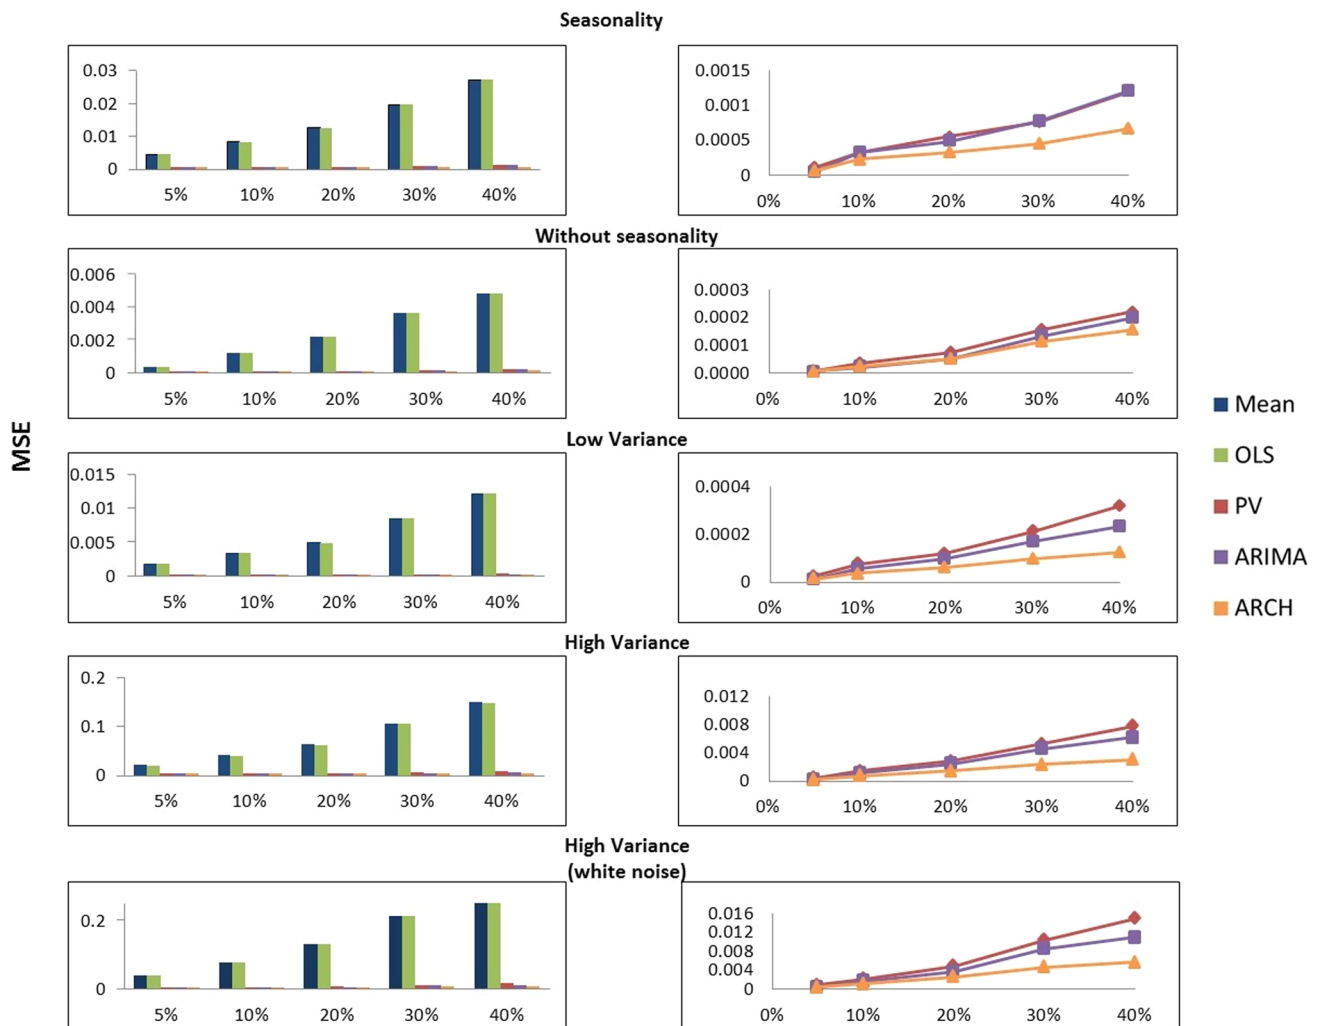 Seasonality
0.03
0.02
0.01
0
5% 10% 20% 30% 40%
0.0015
0.001
0.0005
0
0% 10% 20% 30% 40%
Without seasonality
0.006
0.004
0.002
0
5% 10% 20% 30% 40%
0.0003
0.0002
0.0001
0.0000
0% 10% 20% 30% 40%
Low Variance
0.015
0.01
0.005
0
5% 10% 20% 30% 40%
0.0004
0.0002
0
0% 10% 20% 30% 40%
High Variance
0.2
0.1
0
5% 10% 20% 30% 40%
0.012
0.008
0.004
0
0% 10% 20% 30% 40%
High Variance
(white noise)
0.2
0
5% 10% 20% 30% 40%
0.016
0.012
0.008
0.004
0
0% 10% 20% 30% 40%
MSE
Mean
OLS
PV
ARIMA
ARCH